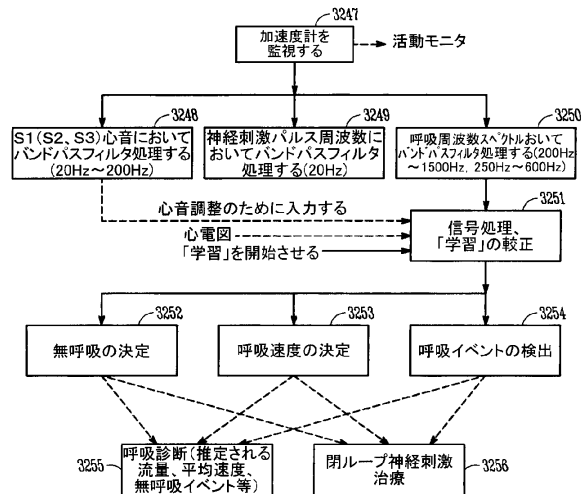 3247
加速度計を
監視する
活動モニタ
3248
S1(S2、S3)心音において
バンドパスフィルタ処理する
(20Hz～200Hz)
3249
神経刺激パルス周波数に
おいてバンドパスフィルタ
処理する(20Hz)
3250
呼吸周波数スペクトルおいて
バンドパスフィルタ処理する(200Hz
～1500Hz, 250Hz～600Hz)
心音調整のために入力する
心電図
「学習」を開始させる
3251
信号処理、
「学習」の較正
3252
無呼吸の決定
3253
呼吸速度の決定
3254
呼吸イベントの検出
3255
呼吸診断(推定される
流量、平均速度、
無呼吸イベント等)
3256
閉ループ神経刺激
治療